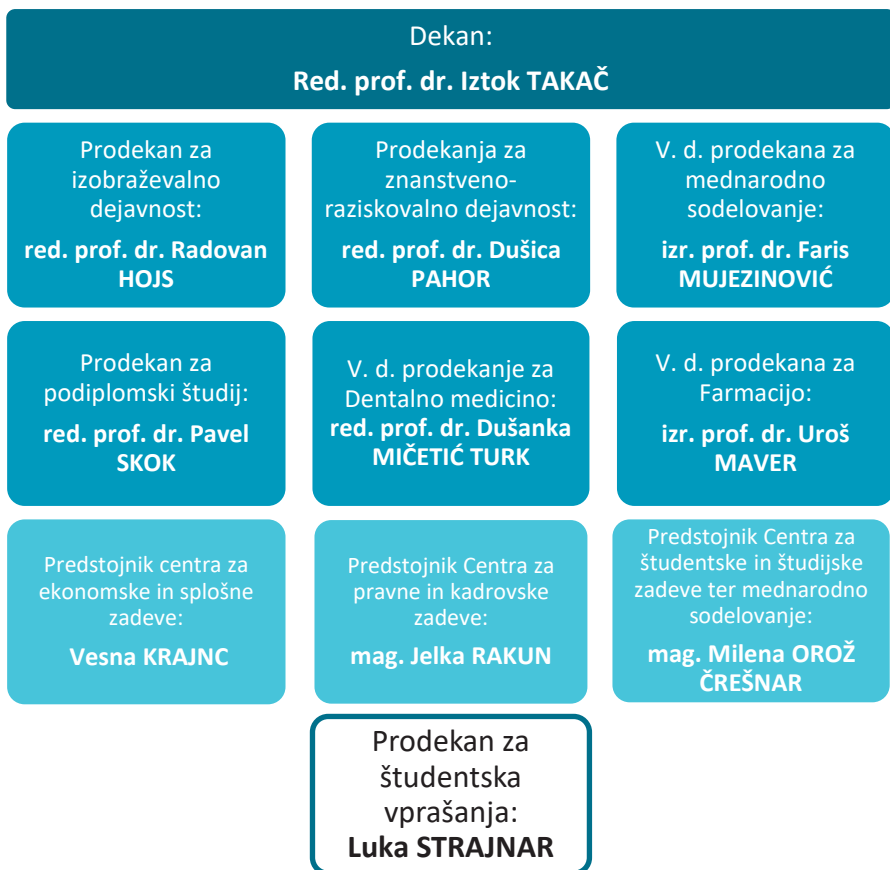 Dekan:
Red. prof. dr. Iztok TAKAČ
Prodekan za
izobraževalno
dejavnost:
red. prof. dr. Radovan
HOJS
Prodekanja za
znanstveno-
raziskovalno dejavnost:
red. prof. dr. Dušica
PAHOR
V. d. prodekana za
mednarodno
sodelovanje:
izr. prof. dr. Faris
MUJEZINOVIĆ
Prodekan za
podiplomski študij:
red. prof. dr. Pavel
SKOK
V. d. prodekanje za
Dentalno medicino:
red. prof. dr. Dušanka
MIČETIĆ TURK
V. d. prodekana za
Farmacijo:
izr. prof. dr. Uroš
MAVER
Predstojnik centra za
ekonomske in splošne
zadeve:
Vesna KRAJNC
Predstojnik Centra za
pravne in kadrovske
zadeve:
mag. Jelka RAKUN
Predstojnik Centra za
študentske in študijske
zadeve ter mednarodno
sodelovanje:
mag. Milena OROŽ
ČREŠNAR
Prodekan za
študentska
vprašanja:
Luka STRAJNAR